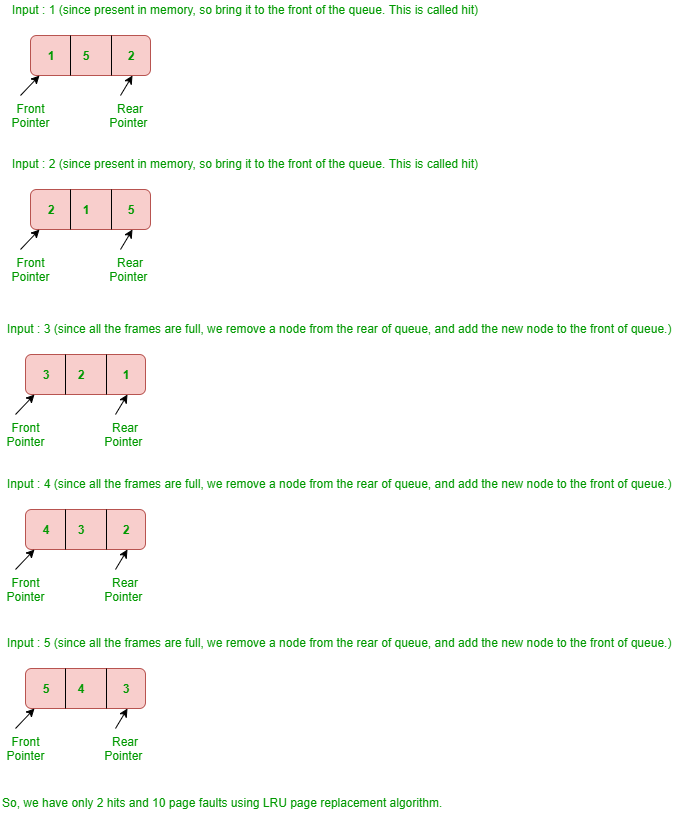 Input : 1 (since present in memory, so bring it to the front of the queue. This is called hit)
1 5 2
Front Rear
Pointer Pointer
Input : 2 (since present in memory, so bring it to the front of the queue. This is called hit)
2 1 5
Front Rear
Pointer Pointer
Input : 3 (since all the frames are full, we remove a node from the rear of queue, and add the new node to the front of queue.)
3 2 1
Front Rear
Pointer Pointer
Input : 4 (since all the frames are full, we remove a node from the rear of queue, and add the new node to the front of queue.)
4 3 2
Front Rear
Pointer Pointer
Input : 5 (since all the frames are full, we remove a node from the rear of queue, and add the new node to the front of queue.)
5 4 3
Front Rear
Pointer Pointer
So, we have only 2 hits and 10 page faults using LRU page replacement algorithm.